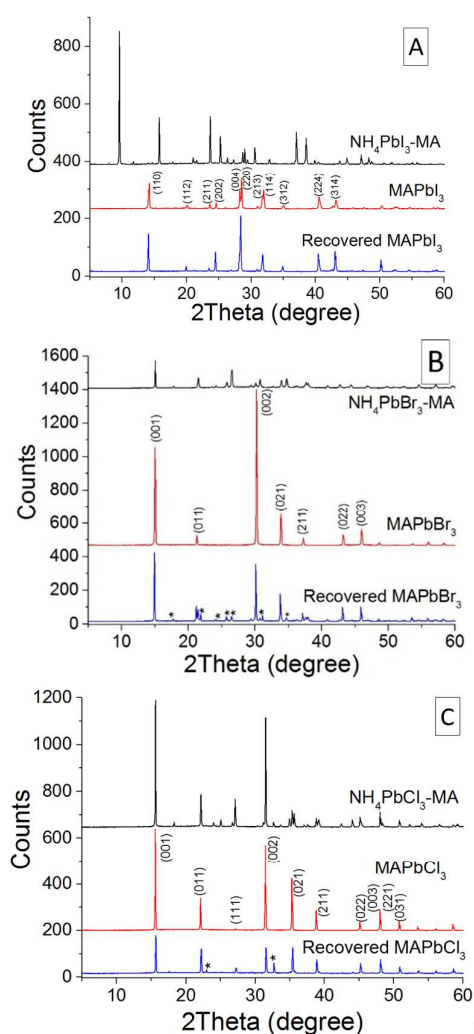 A
800
600
400
200
0
Counts
NH₄PbI₃-MA
(110)
(112)
(211)
(202)
(004)
(220)
(213)
(114)
(312)
(224)
(314)
MAPbI₃
Recovered MAPbI₃
10 20 30 40 50 60
2Theta (degree)
B
1600
1400
1200
1000
800
600
400
200
0
Counts
NH₄PbBr₃-MA
(001)
(011)
(002)
(021)
(211)
(022)
(003)
MAPbBr₃
Recovered MAPbBr₃
* * * * * * *
10 20 30 40 50 60
2Theta (degree)
C
1200
1000
800
600
400
200
0
Counts
NH₄PbCl₃-MA
(001)
(011)
(111)
(002)
(021)
(211)
(022)
(003)
(221)
(031)
MAPbCl₃
Recovered MAPbCl₃
* *
10 20 30 40 50 60
2Theta (degree)